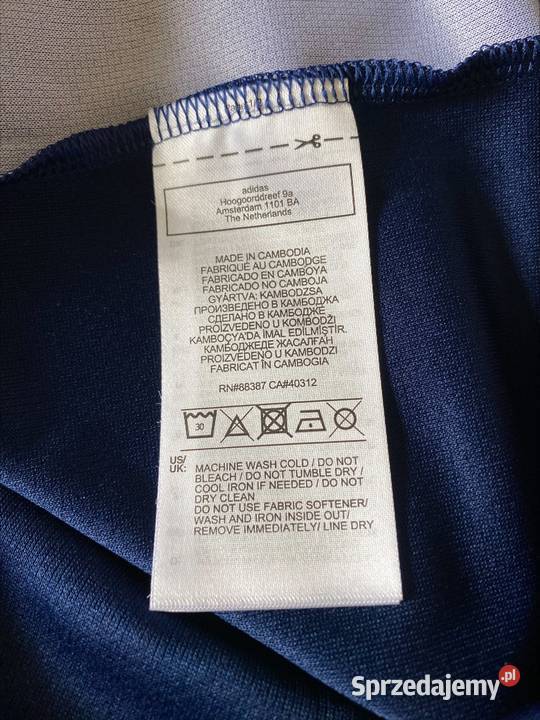 adidas
Hoogoorddreef 9a
Amsterdam 1101 BA
The Netherlands
MADE IN CAMBODIA
FABRIQUÉ AU CAMBODGE
FABRICADO EN CAMBOYA
FABRICADO NO CAMBOJA
GYÁRTVA: KAMBODZSA
ПРОИЗВЕДЕНО В КАМБОДЖА
СДЕЛАНО В КАМБОДЖЕ
PROIZVEDENO U KOMBODŽI
KAMBOÇYA'DA İMAL EDİLMİŞTİR.
КАМБОДЖЕДЕ ЖАСАЛҒАН
PROIZVEDENO U KAMBODZI
FABRICAT ÎN CAMBOGIA
RN#88387 CA#40312
30
US/
UK:
MACHINE WASH COLD / DO NOT
BLEACH / DO NOT TUMBLE DRY /
COOL IRON IF NEEDED / DO NOT
DRY CLEAN
DO NOT USE FABRIC SOFTENER/
WASH AND IRON INSIDE OUT/
REMOVE IMMEDIATELY/ LINE DRY
Sprzedajemy.pl